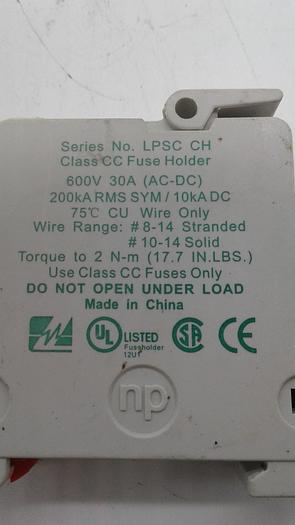 Series No. LPSC CH
Class CC Fuse Holder
600V 30A (AC-DC)
200kA RMS SYM / 10kA DC
75℃ CU Wire Only
Wire Range: #8-14 Stranded
#10-14 Solid
Torque to 2 N-m (17.7 IN.LBS.)
Use Class CC Fuses Only
DO NOT OPEN UNDER LOAD
Made in China
UL LISTED
Fuseholder
12U1
SA CE
np